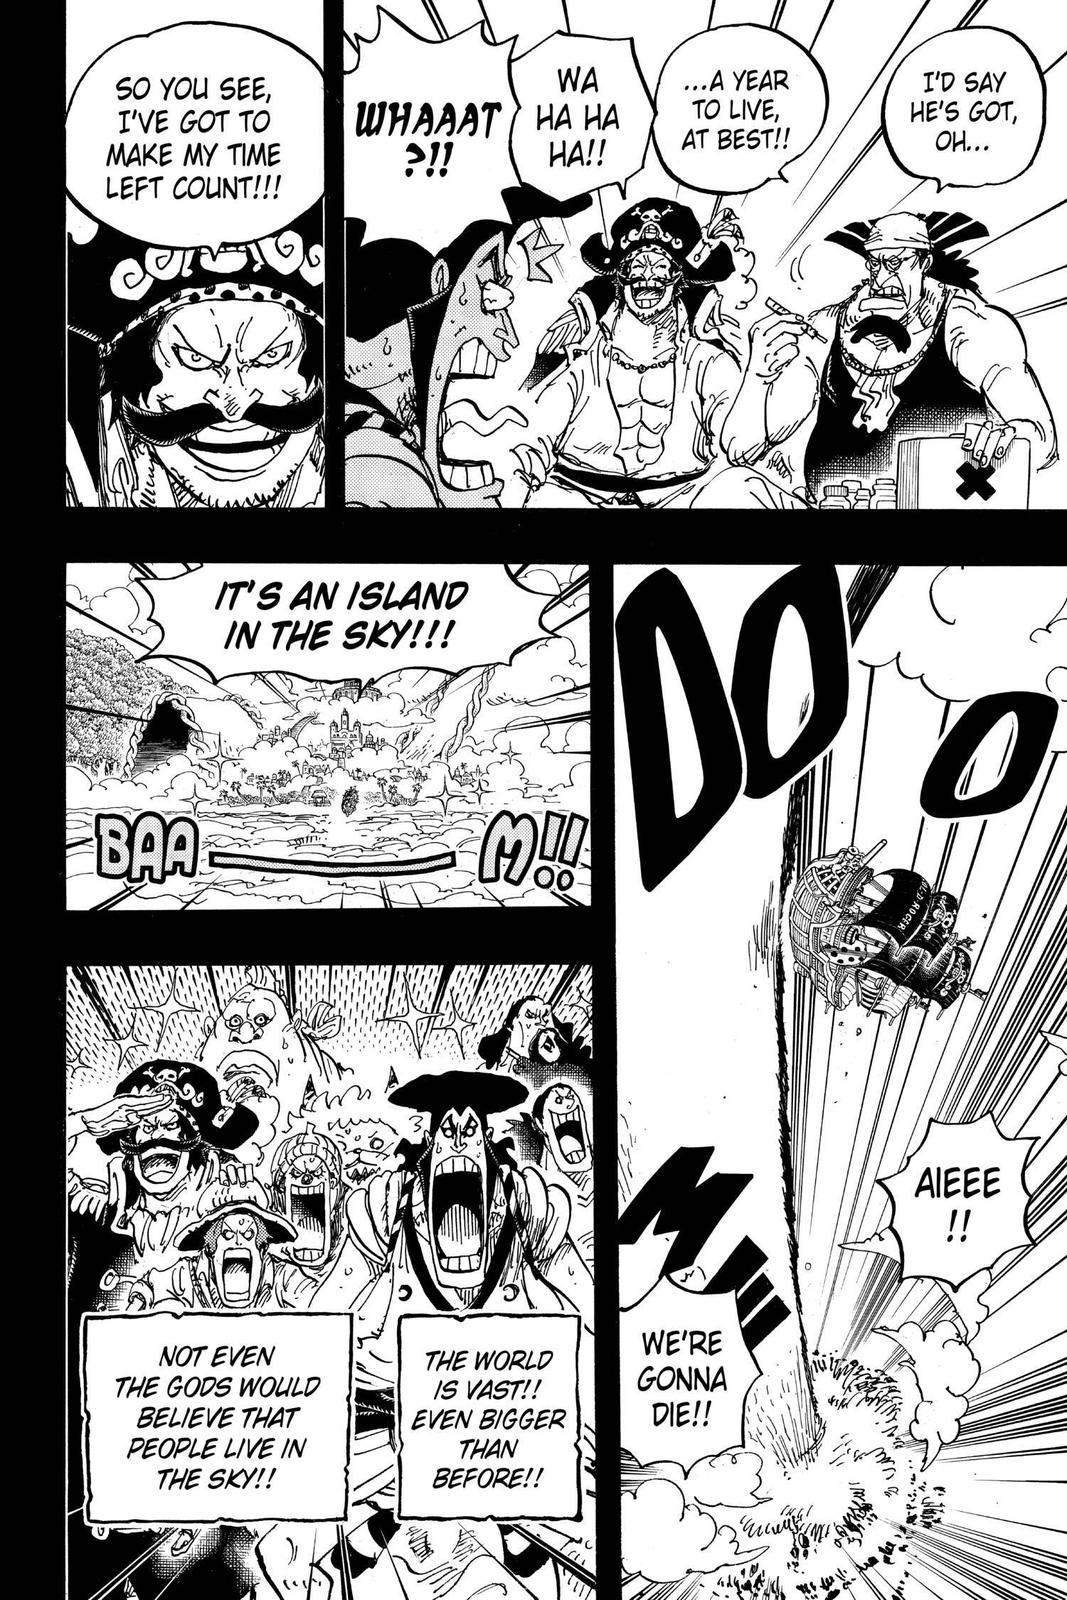 I'D SAY
HE'S GOT,
OH...
...A YEAR
TO LIVE,
AT BEST!!
WA
HA HA
HA!!
WHAAAT
?!!
SO YOU SEE,
I'VE GOT TO
MAKE MY TIME
LEFT COUNT!!!
DOO
O
M!!
D ROGER
AIEEE
!!
WE'RE
GONNA
DIE!!
IT'S AN ISLAND
IN THE SKY!!!
BAA
M!!
THE WORLD
IS VAST!!
EVEN BIGGER
THAN
BEFORE!!
NOT EVEN
THE GODS WOULD
BELIEVE THAT
PEOPLE LIVE IN
THE SKY!!